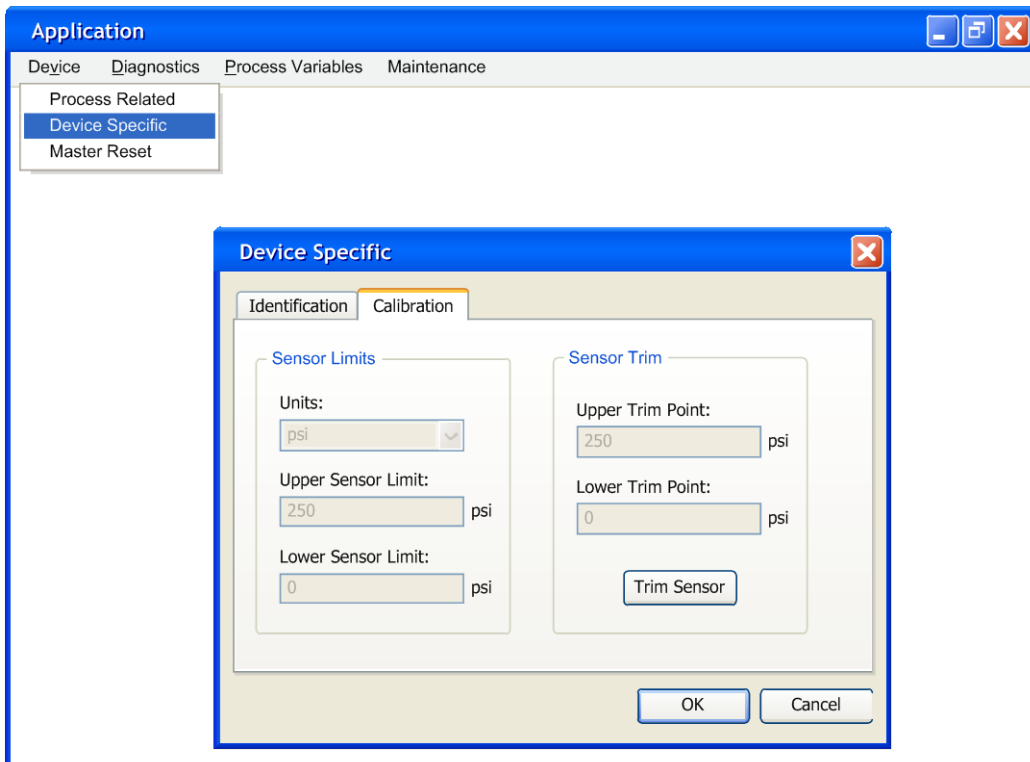 Application
Device Diagnostics Process Variables Maintenance
Process Related
Device Specific
Master Reset
Device Specific
Identification Calibration
Sensor Limits
Units:
psi
Upper Sensor Limit:
250 psi
Lower Sensor Limit:
0 psi
Sensor Trim
Upper Trim Point:
250 psi
Lower Trim Point:
0 psi
Trim Sensor
OK Cancel